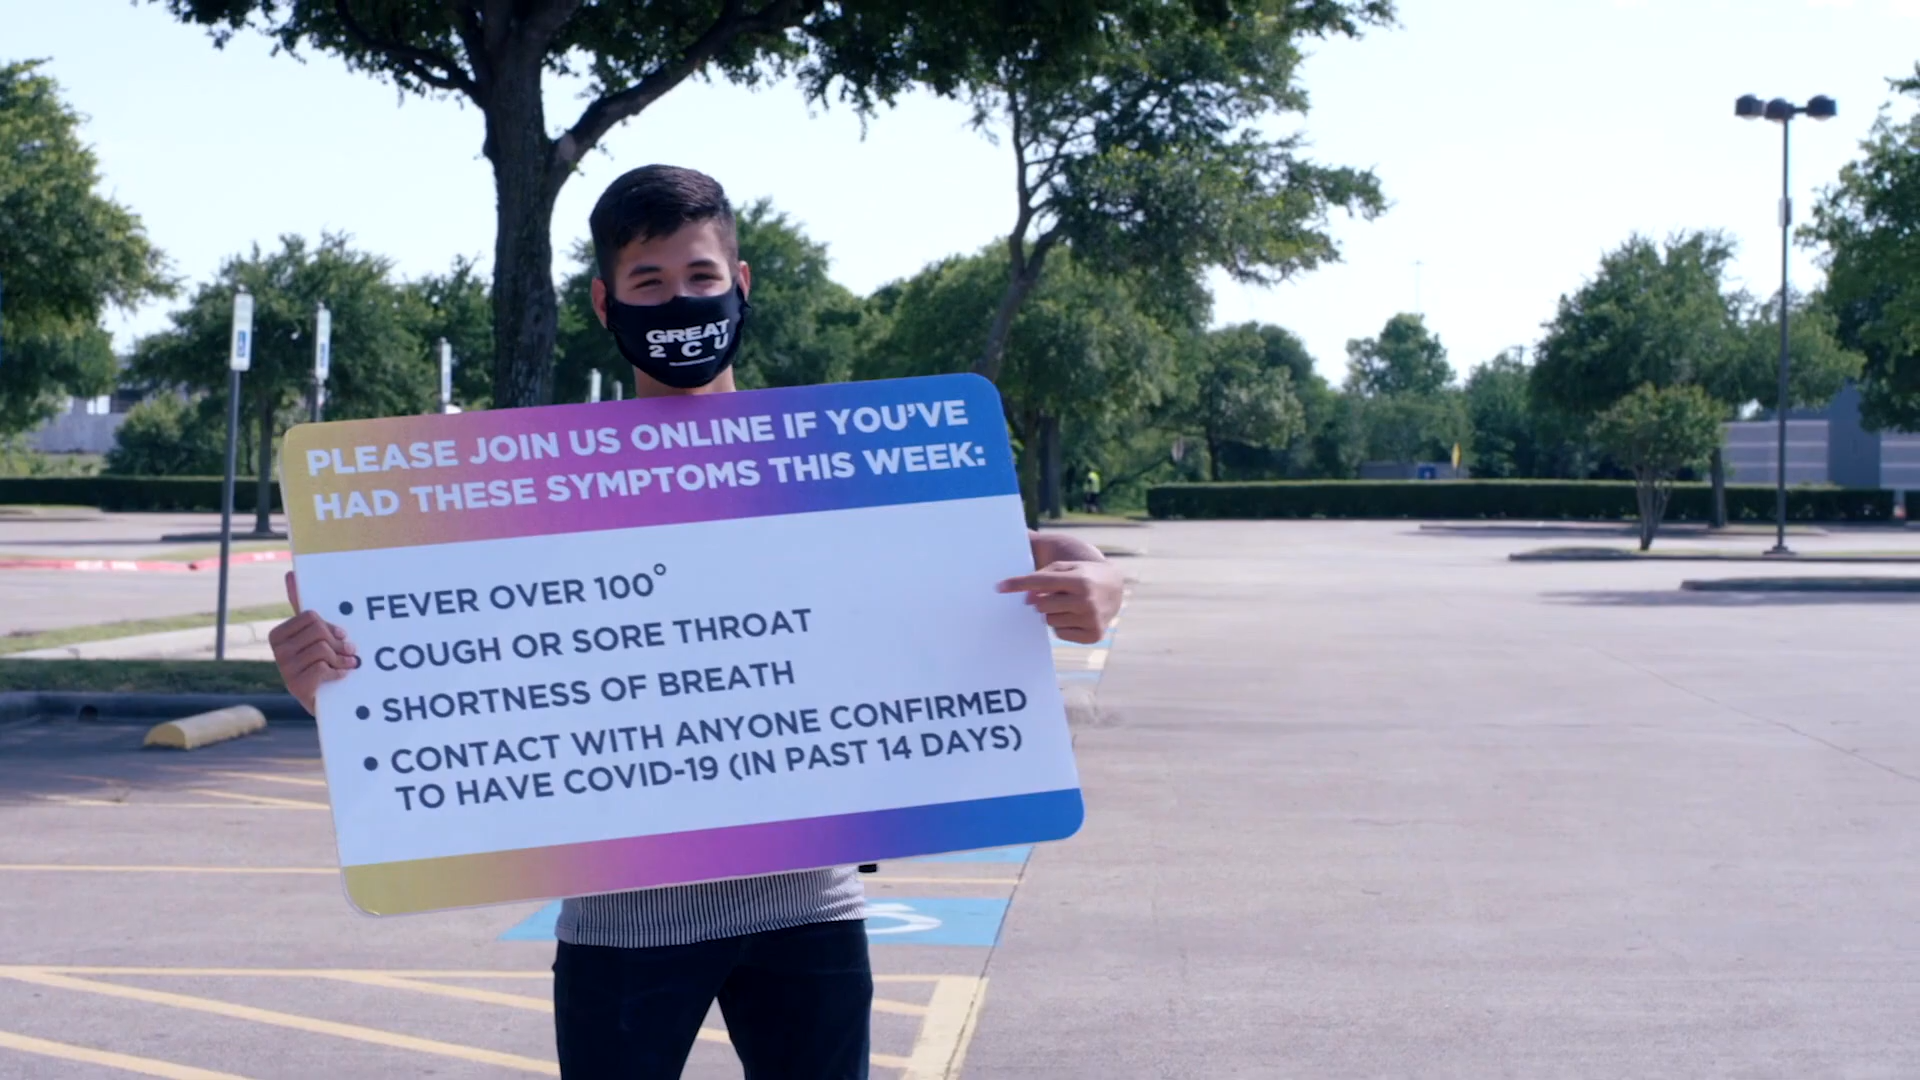 GREAT
2 C U
PLEASE JOIN US ONLINE IF YOU'VE
HAD THESE SYMPTOMS THIS WEEK:
• FEVER OVER 100°
• COUGH OR SORE THROAT
• SHORTNESS OF BREATH
• CONTACT WITH ANYONE CONFIRMED
TO HAVE COVID-19 (IN PAST 14 DAYS)